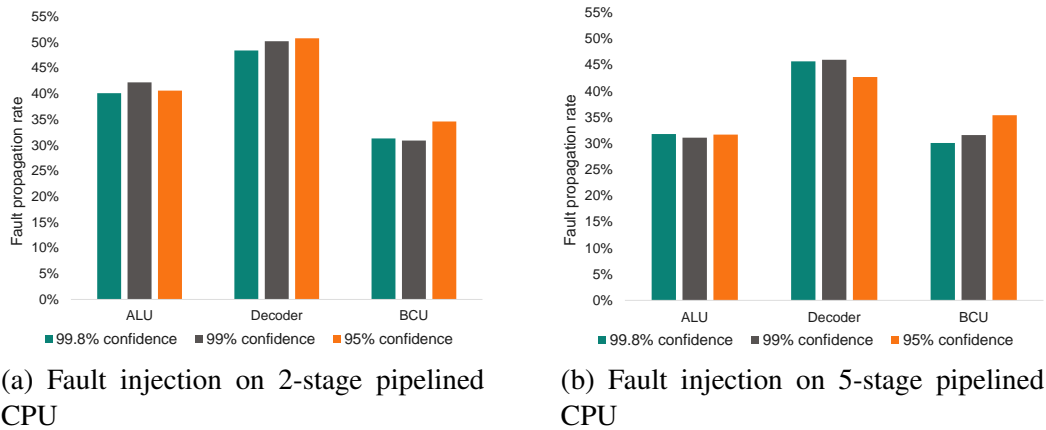 55%
50%
45%
40%
35%
30%
25%
20%
15%
10%
5%
0%
Fault propagation rate
ALU Decoder BCU
99.8% confidence 99% confidence 95% confidence
(a) Fault injection on 2-stage pipelined
CPU
55%
50%
45%
40%
35%
30%
25%
20%
15%
10%
5%
0%
Fault propagation rate
ALU Decoder BCU
99.8% confidence 99% confidence 95% confidence
(b) Fault injection on 5-stage pipelined
CPU